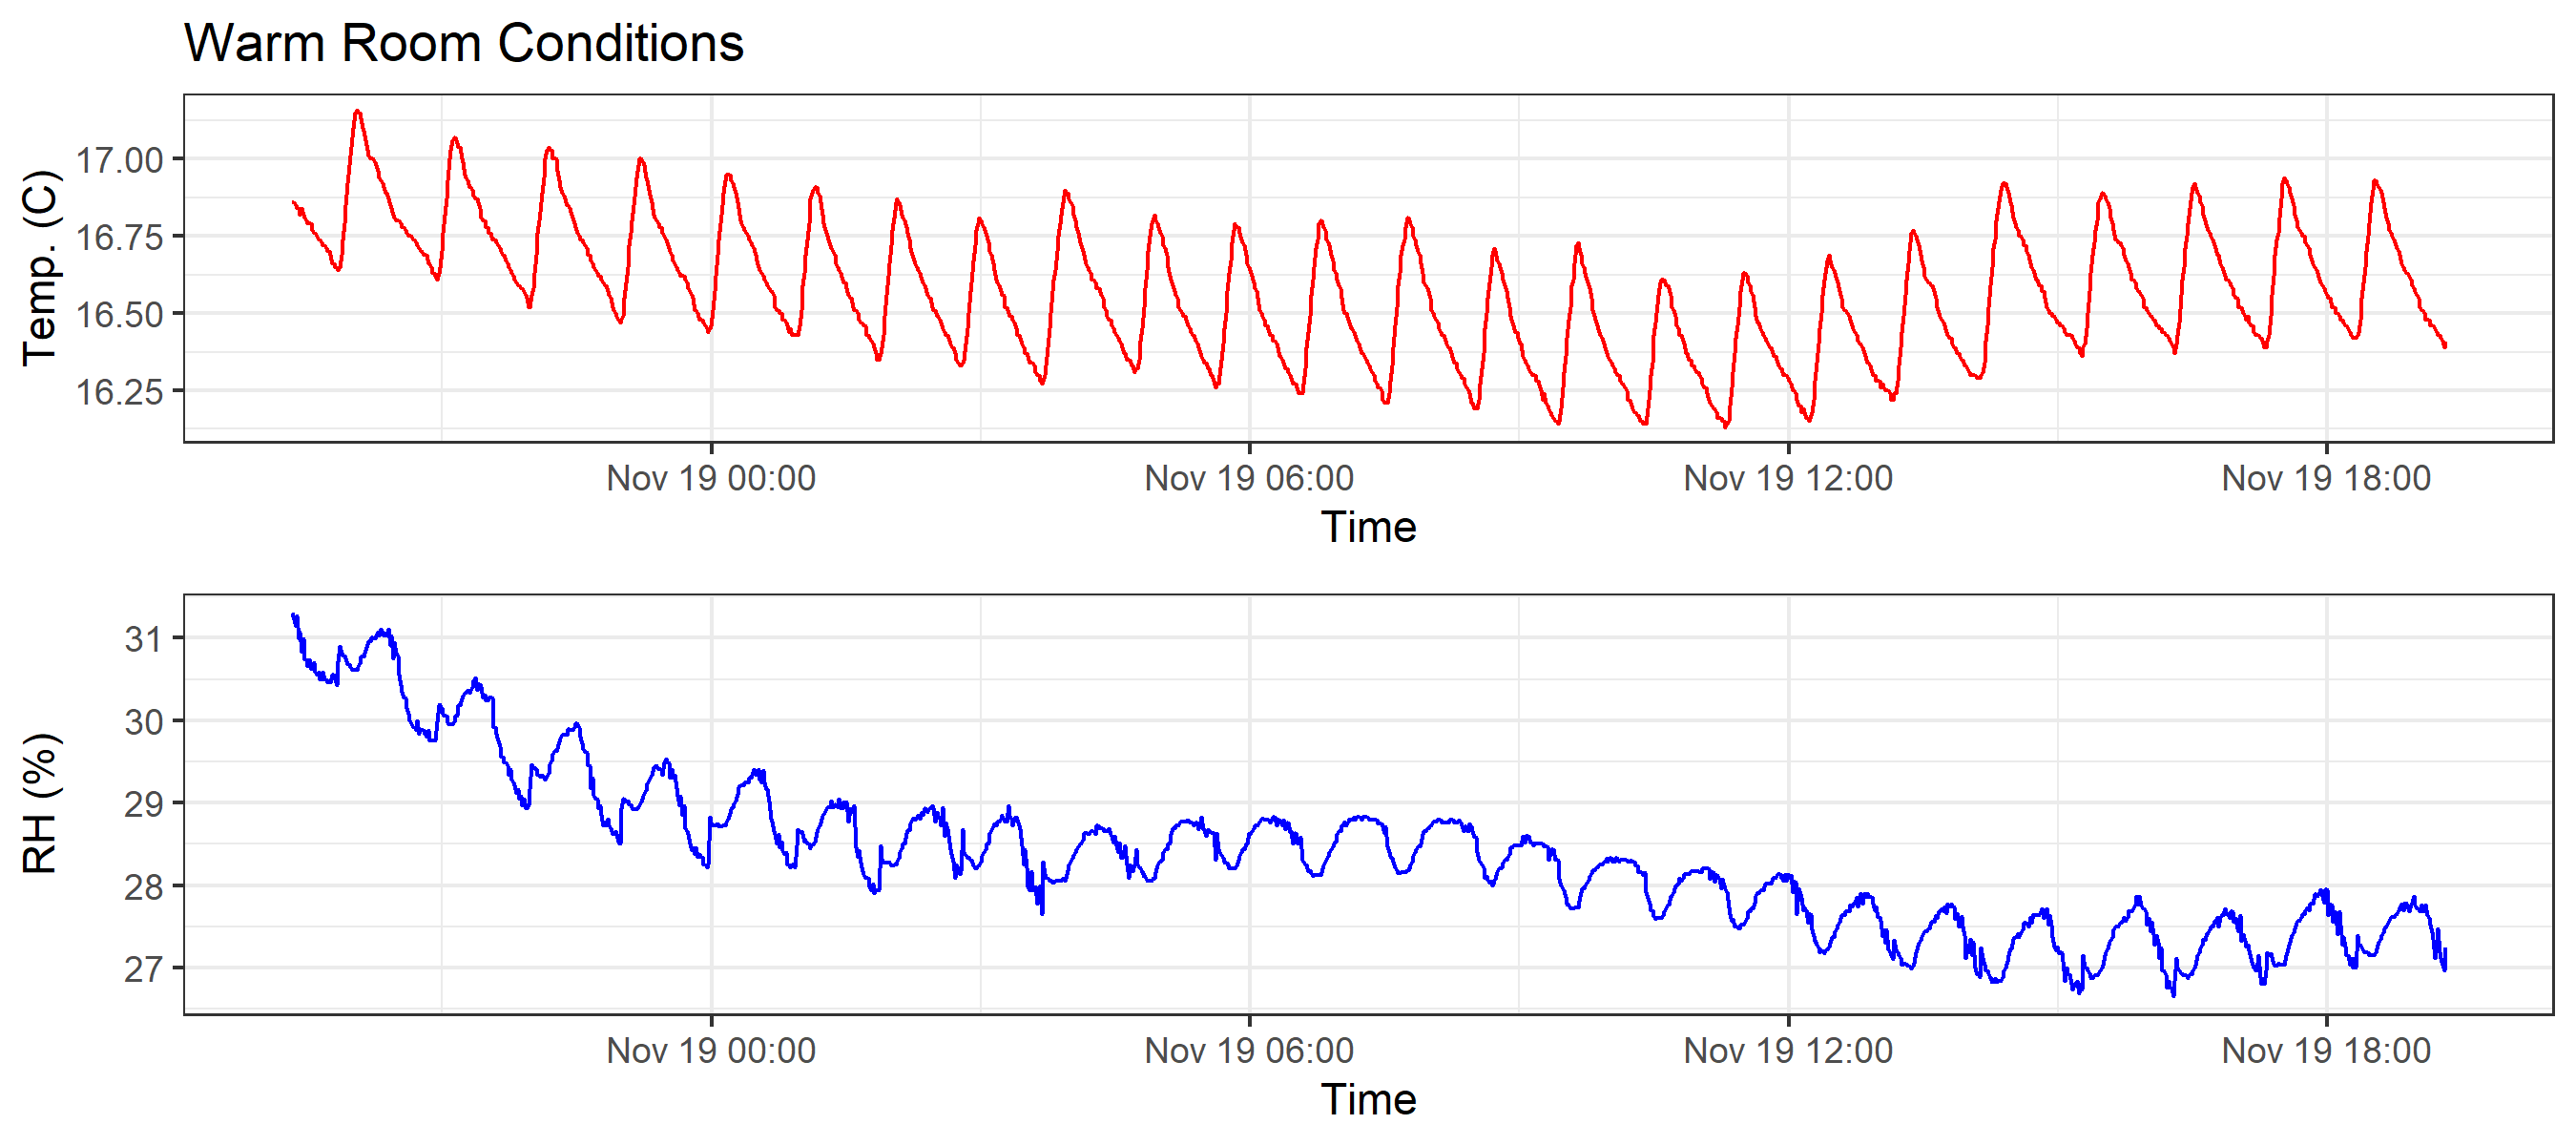 Warm Room Conditions
Temp. (C)
17.00
16.75
16.50
16.25
Nov 19 00:00 Nov 19 06:00 Nov 19 12:00 Nov 19 18:00
Time
RH (%)
31
30
29
28
27
Nov 19 00:00 Nov 19 06:00 Nov 19 12:00 Nov 19 18:00
Time